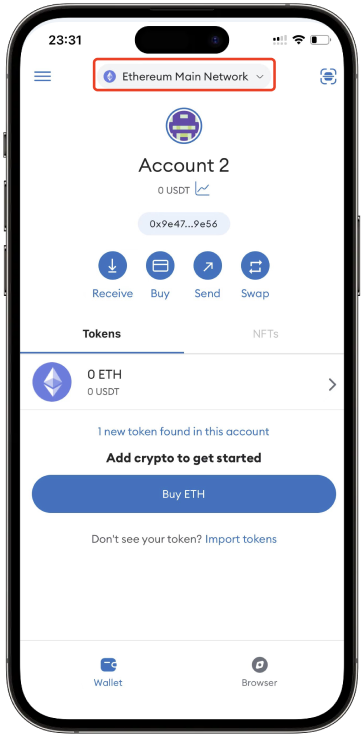 23:31
Ethereum Main Network
Account 2
0 USDT
0x9e47...9e56
Receive Buy Send Swap
Tokens NFTs
0 ETH
0 USDT
1 new token found in this account
Add crypto to get started
Buy ETH
Don't see your token? Import tokens
Wallet Browser